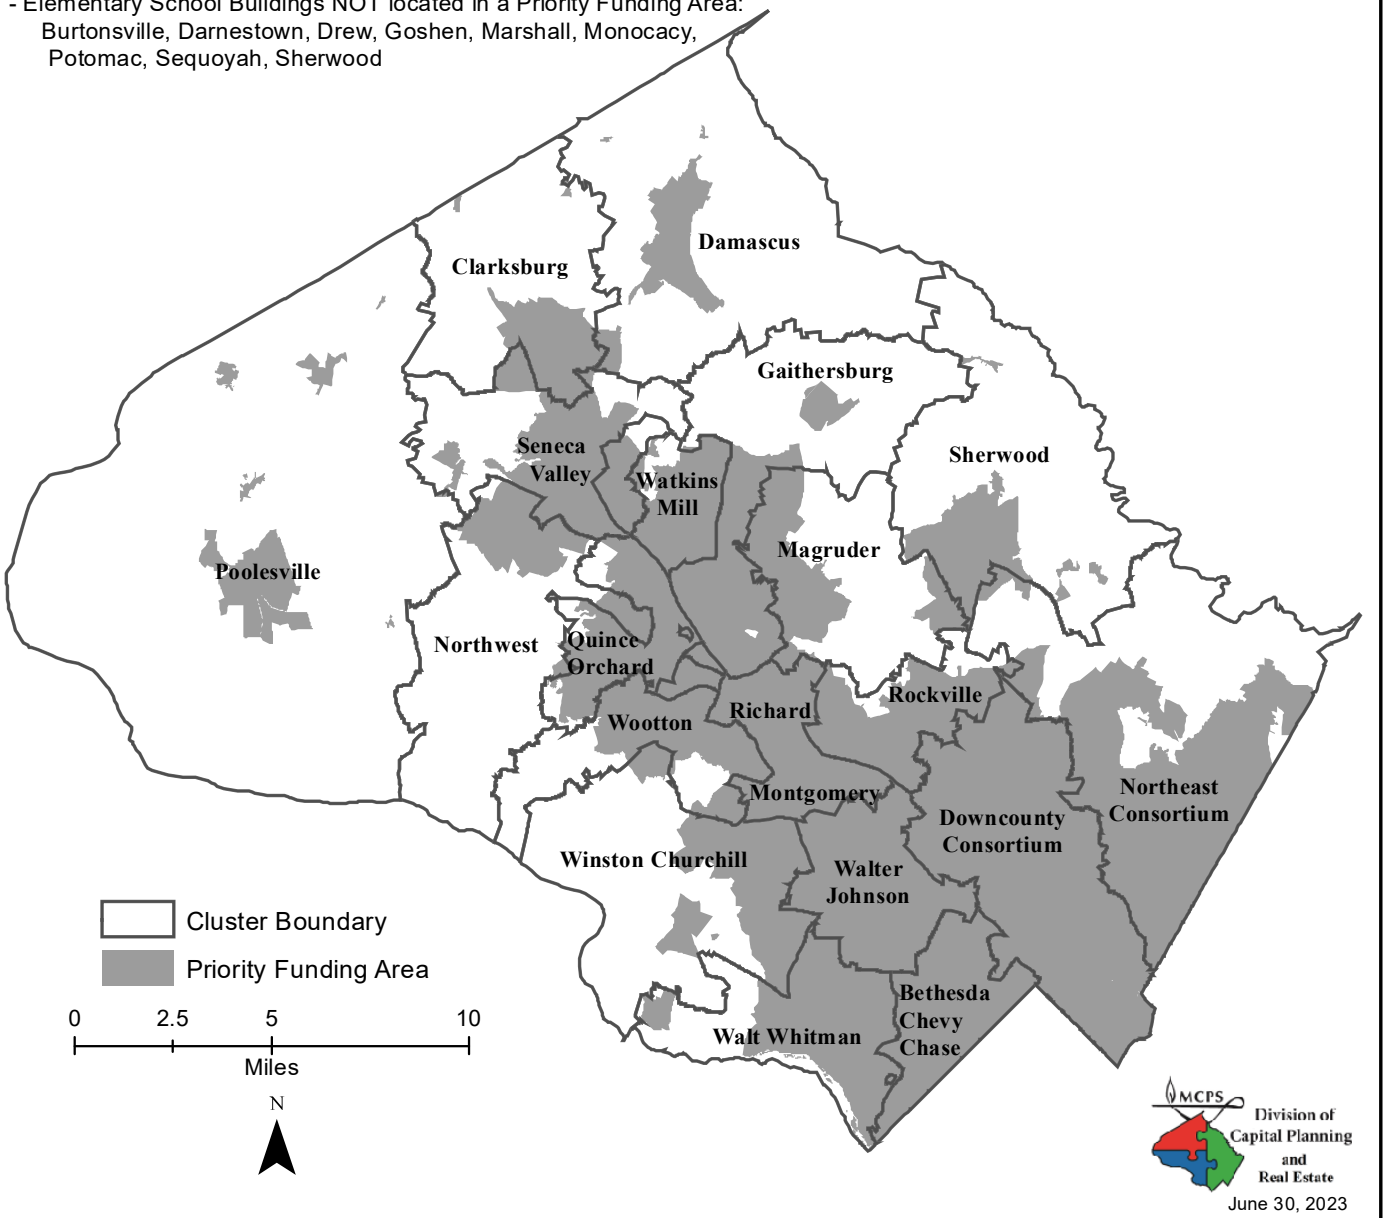 - Elementary School Buildings NOT located in a Priority Funding Area:
Burtonsville, Darnestown, Drew, Goshen, Marshall, Monocacy,
Potomac, Sequoyah, Sherwood
Damascus
Clarksburg
Gaithersburg
Seneca
Valley
Sherwood
Watkins
Mill
Magruder
Poolesville
Northwest
Quince
Orchard
Rockville
Richard
Wootton
Montgomery
Northeast
Consortium
Downcounty
Consortium
Winston Churchill
Walter
Johnson
Cluster Boundary
Priority Funding Area
Bethesda
Chevy
Chase
Walt Whitman
0 2.5 5 10
Miles
N
MCPS
Division of
Capital Planning
and
Real Estate
June 30, 2023